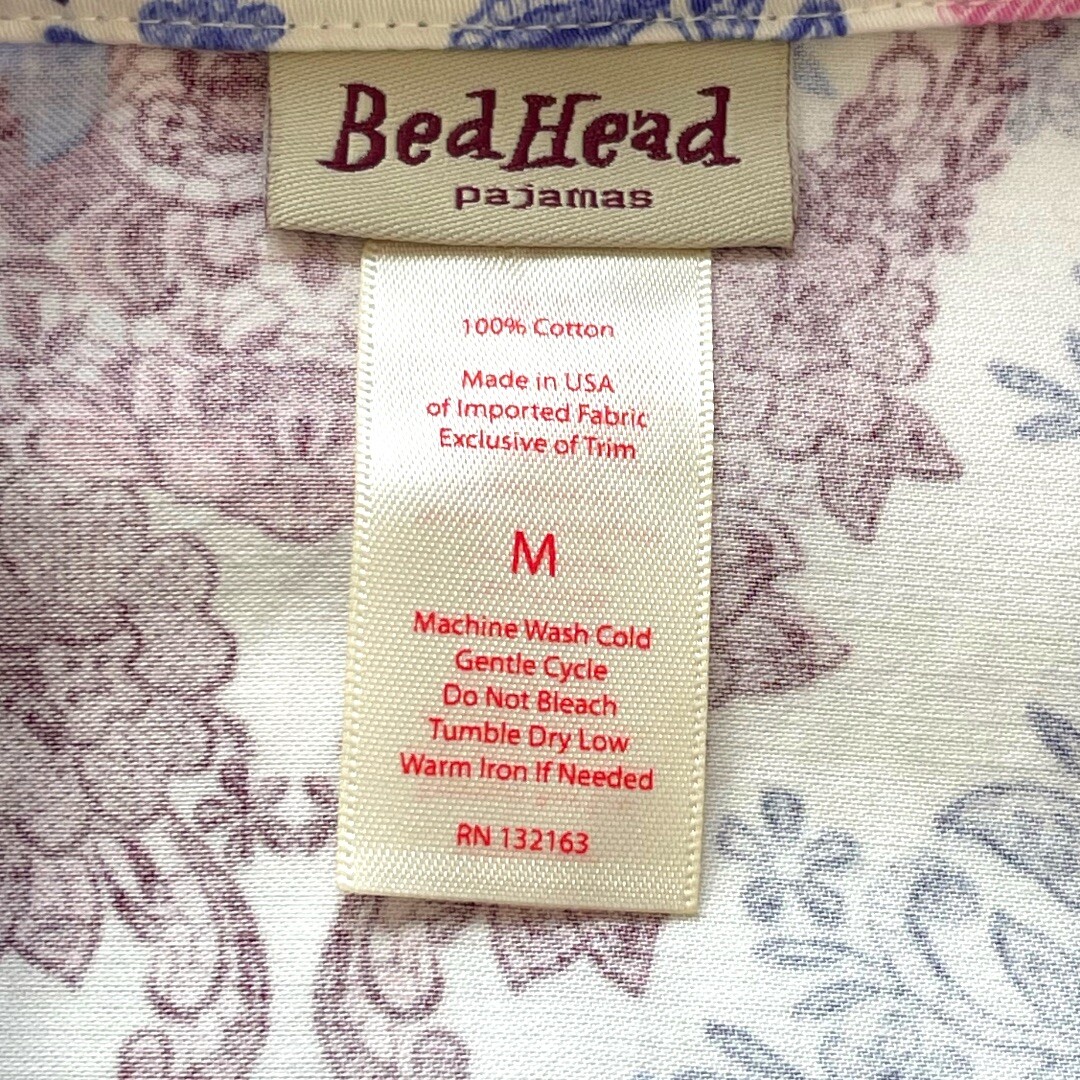 BedHead
pajamas
100% Cotton
Made in USA
of Imported Fabric
Exclusive of Trim
M
Machine Wash Cold
Gentle Cycle
Do Not Bleach
Tumble Dry Low
Warm Iron If Needed
RN 132163